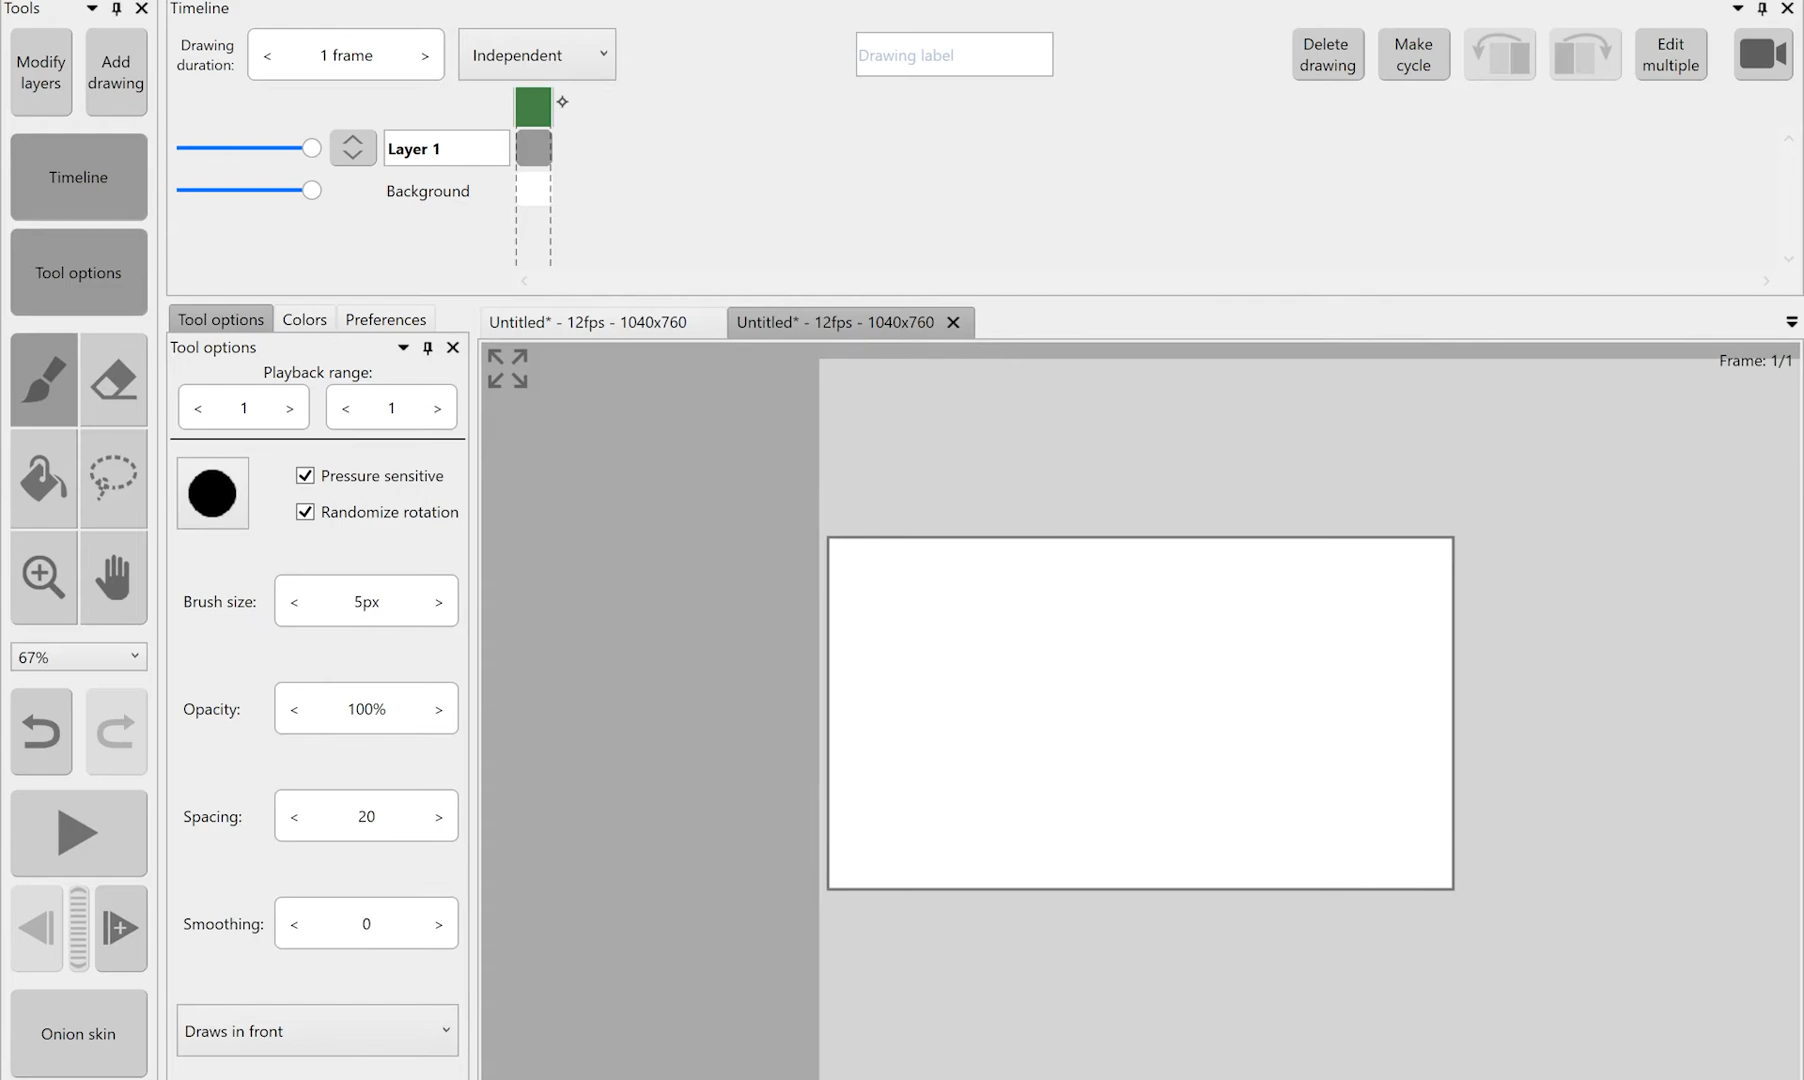 Tools
Timeline
Modify
layers
Add
drawing
Drawing
duration:
< 1 frame >
Independent
Drawing label
Delete
drawing
Make
cycle
Edit
multiple
Layer 1
Background
Timeline
Tool options
Tool options Colors Preferences
Untitled* - 12fps - 1040x760
Untitled* - 12fps - 1040x760
Tool options
Frame: 1/1
Playback range:
< 1 > < 1 >
Pressure sensitive
Randomize rotation
Brush size: < 5px >
67%
Opacity: < 100% >
Spacing: < 20 >
Smoothing: < 0 >
Draws in front
Onion skin